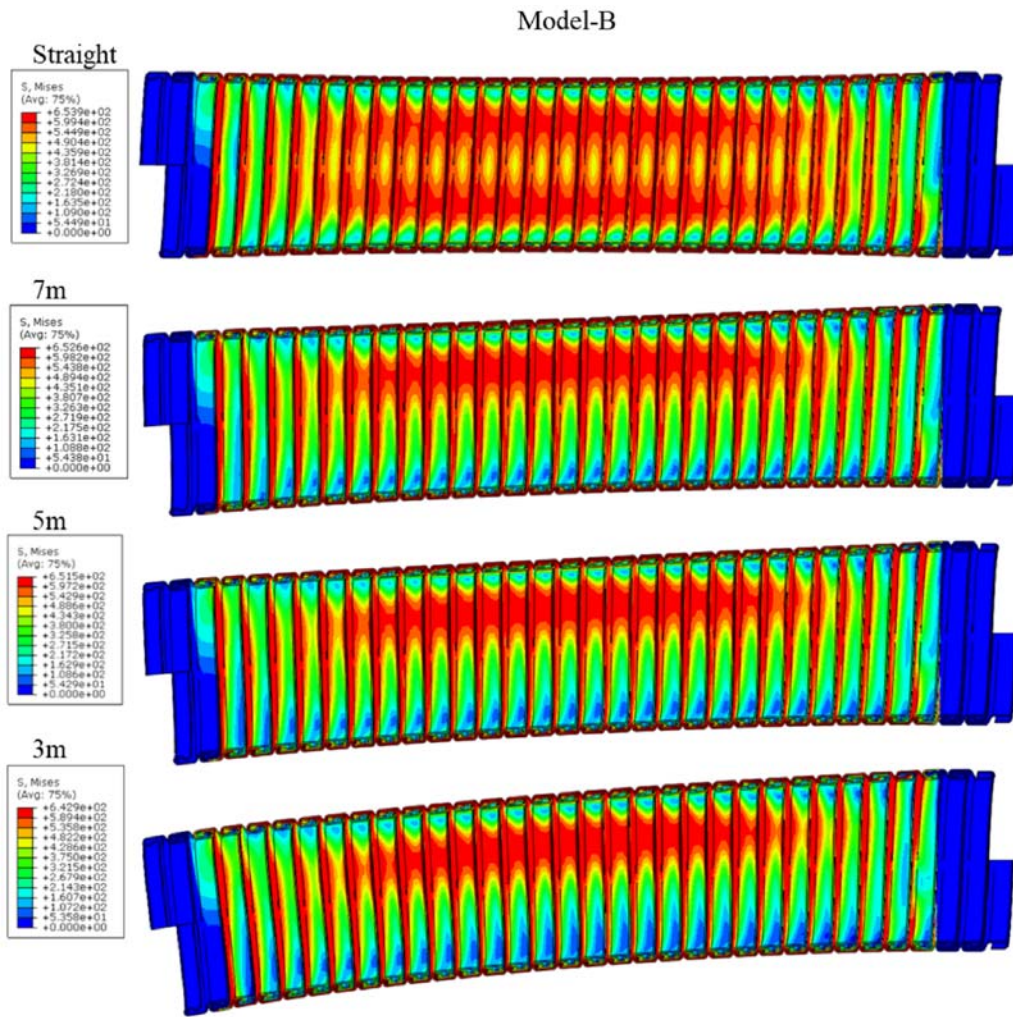 Model-B
Straight
S, Mises
(Avg: 75%)
+6.539e+02
+5.994e+02
+5.449e+02
+4.904e+02
+4.359e+02
+3.814e+02
+3.269e+02
+2.724e+02
+2.180e+02
+1.635e+02
+1.090e+02
+5.449e+01
+0.000e+00
7m
S, Mises
(Avg: 75%)
+6.526e+02
+5.982e+02
+5.438e+02
+4.894e+02
+4.351e+02
+3.807e+02
+3.263e+02
+2.719e+02
+2.175e+02
+1.631e+02
+1.088e+02
+5.438e+01
+0.000e+00
5m
S, Mises
(Avg: 75%)
+6.515e+02
+5.972e+02
+5.429e+02
+4.886e+02
+4.343e+02
+3.800e+02
+3.258e+02
+2.715e+02
+2.172e+02
+1.629e+02
+1.086e+02
+5.429e+01
+0.000e+00
3m
S, Mises
(Avg: 75%)
+6.429e+02
+5.894e+02
+5.358e+02
+4.822e+02
+4.286e+02
+3.750e+02
+3.215e+02
+2.679e+02
+2.143e+02
+1.607e+02
+1.072e+02
+5.358e+01
+0.000e+00